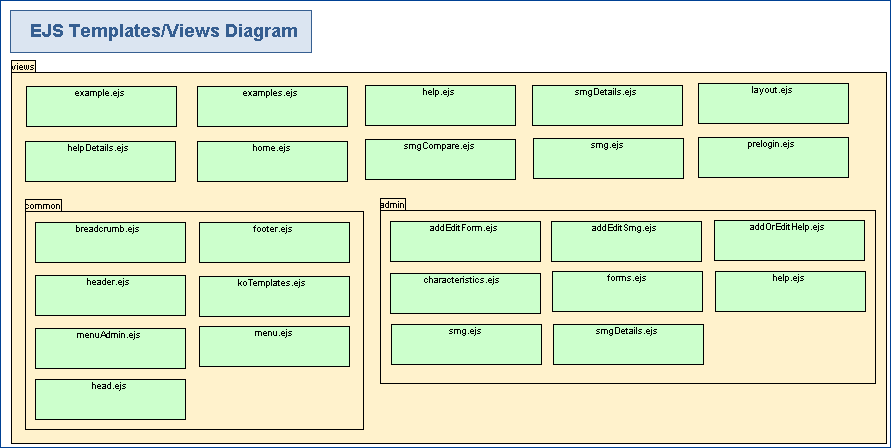 EJS Templates/Views Diagram
views
example.ejs
examples.ejs
help.ejs
smgDetails.ejs
layout.ejs
helpDetails.ejs
home.ejs
smgCompare.ejs
smg.ejs
prelogin.ejs
common
breadcrumb.ejs
footer.ejs
header.ejs
koTemplates.ejs
menuAdmin.ejs
menu.ejs
head.ejs
admin
addEditForm.ejs
addEditSmg.ejs
addOrEditHelp.ejs
characteristics.ejs
forms.ejs
help.ejs
smg.ejs
smgDetails.ejs